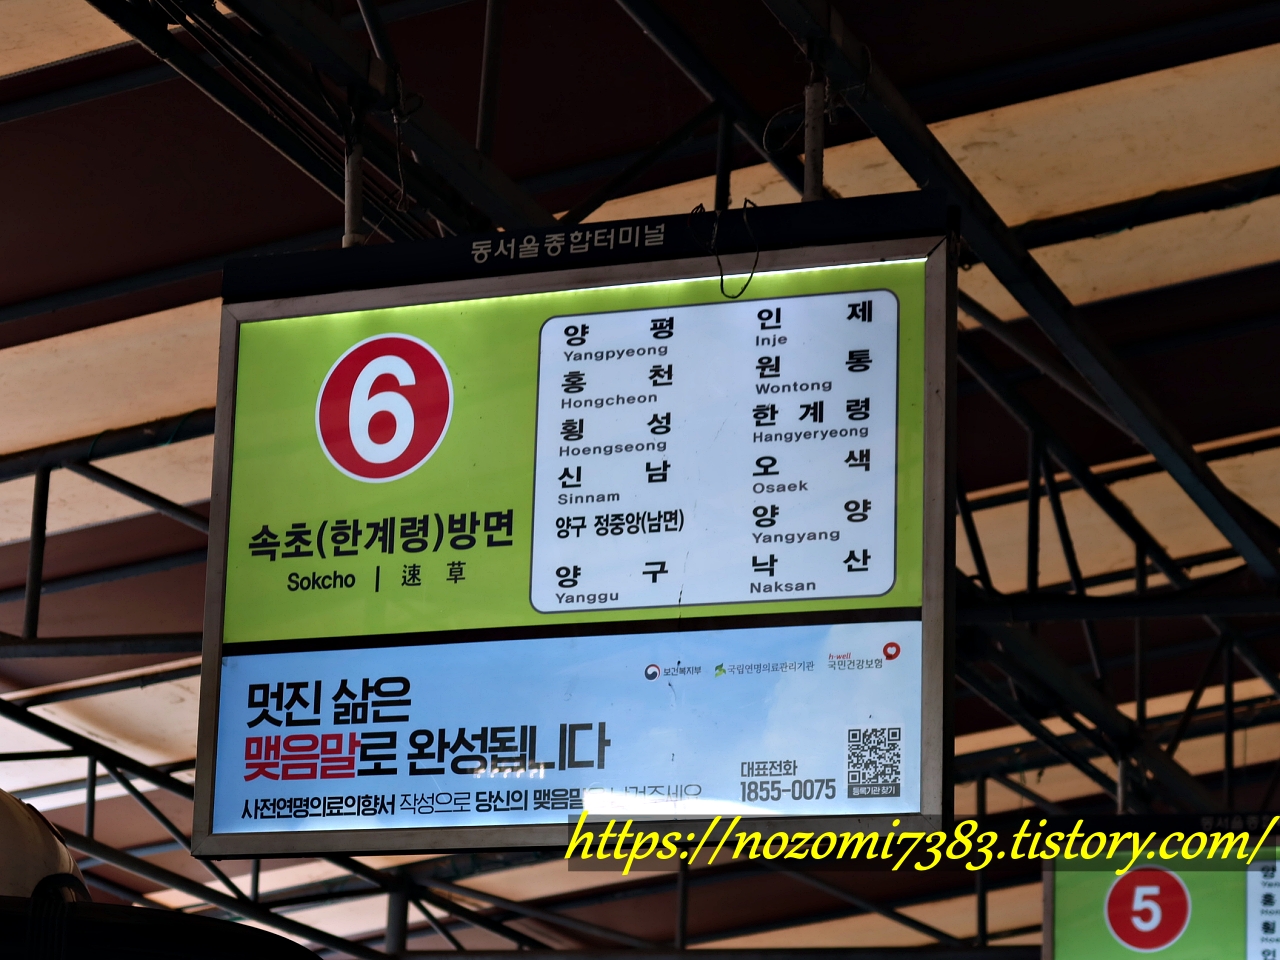 동서울종합터미널
6
속초(한계령)방면
Sokcho | 速 草
양 평
Yangpyeong
홍 천
Hongcheon
횡 성
Hoengseong
신 남
Sinnam
양구 정중앙(남면)
양 구
Yanggu
인 제
Inje
원 통
Wontong
한 계 령
Hangyeryeong
오 색
Osaek
양 양
Yangyang
낙 산
Naksan
보건복지부
국립연명의료관리기관
h-well
국민건강보험
멋진 삶은
맺음말로 완성됩니다
사전연명의료의향서 작성으로 당신의 맺음말
대표전화
1855-0075
등록기관 찾기
https://nozomi7383.tistory.com/
5